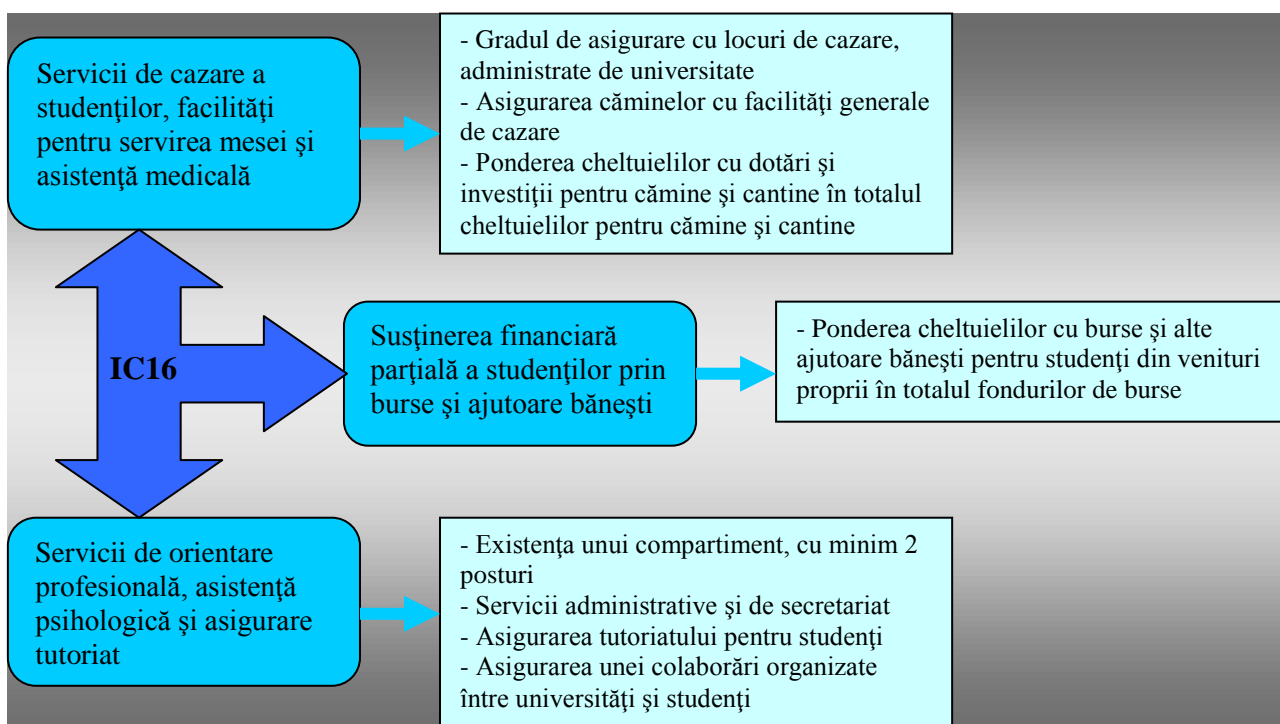 Servicii de cazare a
studenţilor, facilităţi
pentru servirea mesei şi
asistenţă medicală
- Gradul de asigurare cu locuri de cazare,
administrate de universitate
- Asigurarea căminelor cu facilităţi generale
de cazare
- Ponderea cheltuielilor cu dotări şi
investiţii pentru cămine şi cantine în totalul
cheltuielilor pentru cămine şi cantine
IC16
Susţinerea financiară
parţială a studenţilor prin
burse şi ajutoare băneşti
- Ponderea cheltuielilor cu burse şi alte
ajutoare băneşti pentru studenţi din venituri
proprii în totalul fondurilor de burse
Servicii de orientare
profesională, asistenţă
psihologică şi asigurare
tutoriat
- Existenţa unui compartiment, cu minim 2
posturi
- Servicii administrative şi de secretariat
- Asigurarea tutoriatului pentru studenţi
- Asigurarea unei colaborări organizate
între universităţi şi studenţi